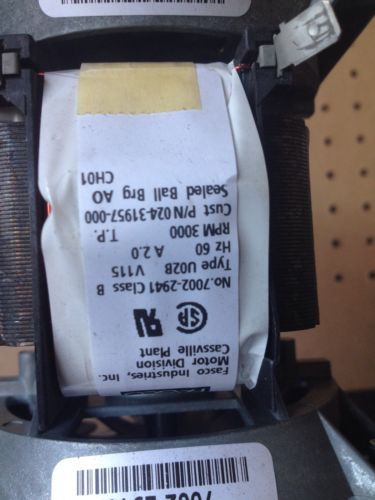 Fasco Industries, Inc.
Motor Division
Cassville Plant
No.7002-2941 Class B
Type U02B V115
Hz 60 A 2.0
RPM 3000 T.P.
Cust P/N 024-31957-000
Sealed Ball Brg AO
CH01